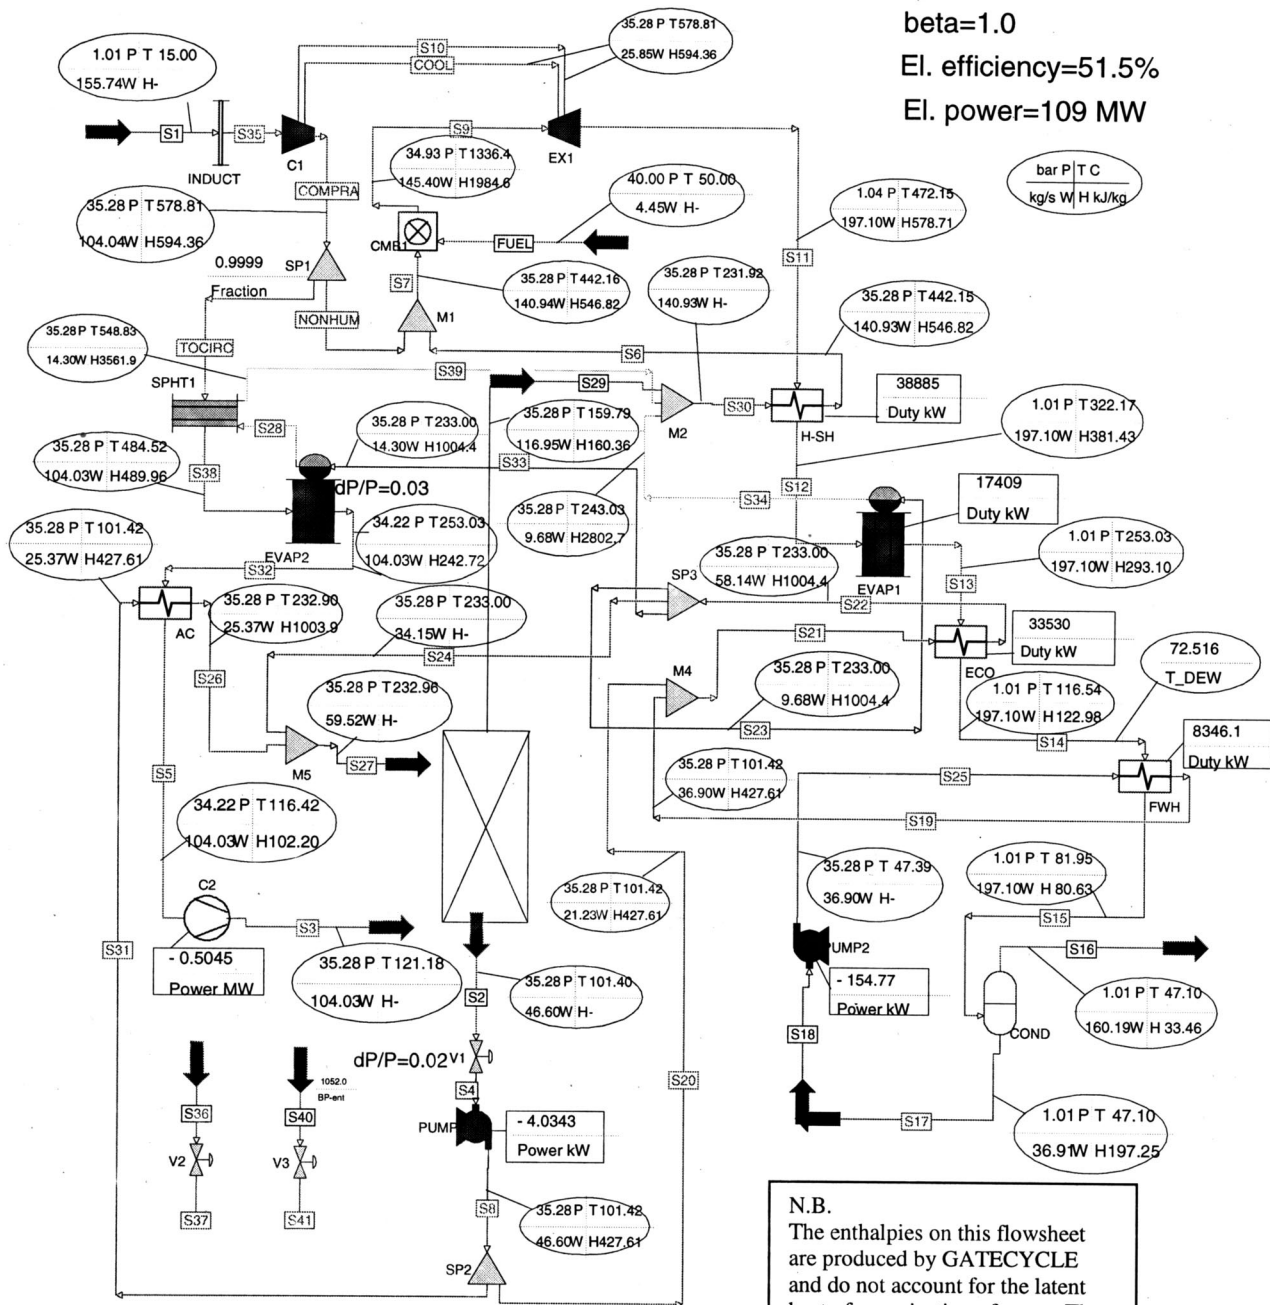 beta=1.0
El. efficiency=51.5%
El. power=109 MW
bar P T C
kg/s W H kJ/kg
1.01 P T 15.00
155.74W H-
S1
INDUCT
S35
C1
S10
COOL
35.28 P T578.81
25.85W H594.36
S9
EX1
COMPRA
34.93 P T1336.4
145.40W H1984.6
40.00 P T 50.00
4.45W H-
1.04 P T472.15
197.10W H578.71
35.28 P T578.81
104.04W H594.36
CMB1
FUEL
S11
0.9999
Fraction
SP1
S7
35.28 P T442.16
140.94W H546.82
35.28 P T231.92
140.93W H-
35.28 P T442.15
140.93W H546.82
NONHUM
M1
35.28 P T548.83
14.30W H3561.9
TOCIRC
S6
SPHT1
S39
S29
M2
S30
H-SH
38885
Duty kW
S28
35.28 P T233.00
14.30W H1004.4
35.28 P T159.79
116.95W H160.36
1.01 P T322.17
197.10W H381.43
35.28 P T484.52
104.03W H489.96
S38
S33
S12
S34
dP/P=0.03
EVAP2
35.28 P T243.03
9.68W H2802.7
17409
Duty kW
EVAP1
35.28 P T101.42
25.37W H427.61
34.22 P T253.03
104.03W H242.72
35.28 P T233.00
58.14W H1004.4
1.01 P T253.03
197.10W H293.10
S13
S32
AC
35.28 P T232.90
25.37W H1003.9
35.28 P T233.00
34.15W H-
SP3
S22
S21
ECO
33530
Duty kW
S24
S26
M4
35.28 P T233.00
9.68W H1004.4
72.516
T_DEW
1.01 P T 116.54
197.10W H 122.98
35.28 P T232.96
59.52W H-
S23
S14
8346.1
Duty kW
M5
S27
S5
35.28 P T101.42
36.90W H427.61
S25
FWH
S19
34.22 P T116.42
104.03W H102.20
35.28 P T 47.39
36.90W H-
1.01 P T 81.95
197.10W H 80.63
C2
35.28 P T101.42
21.23W H427.61
S15
S31
S3
- 0.5045
Power MW
PUMP2
S16
35.28 P T121.18
104.03W H-
35.28 P T101.40
46.60W H-
S2
- 154.77
Power kW
1.01 P T 47.10
160.19W H 33.46
COND
S18
dP/P=0.02
V1
1052.0
BP-ent
S4
S20
S36
S40
S17
1.01 P T 47.10
36.91W H197.25
PUMP
- 4.0343
Power kW
V2
V3
S37
S41
S8
35.28 P T101.42
46.60W H427.61
SP2
N.B.
The enthalpies on this flowsheet
are produced by GATECYCLE
and do not account for the latent